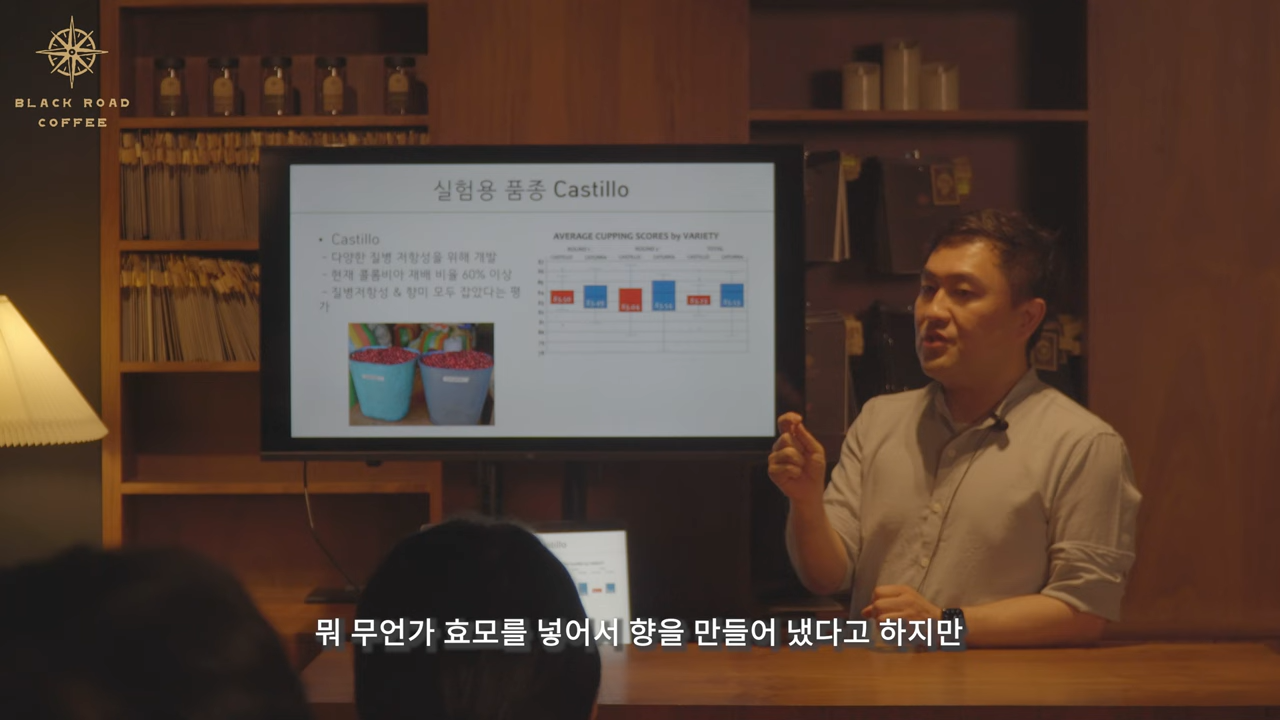 BLACK ROAD
COFFEE
실험용 품종 Castillo
• Castillo
- 다양한 질병 저항성을 위해 개발
- 현재 콜롬비아 재배 비율 60% 이상
- 질병저항성 & 향미 모두 잡았다는 평
가
AVERAGE CUPPING SCORES by VARIETY
뭐 무언가 효모를 넣어서 향을 만들어 냈다고 하지만